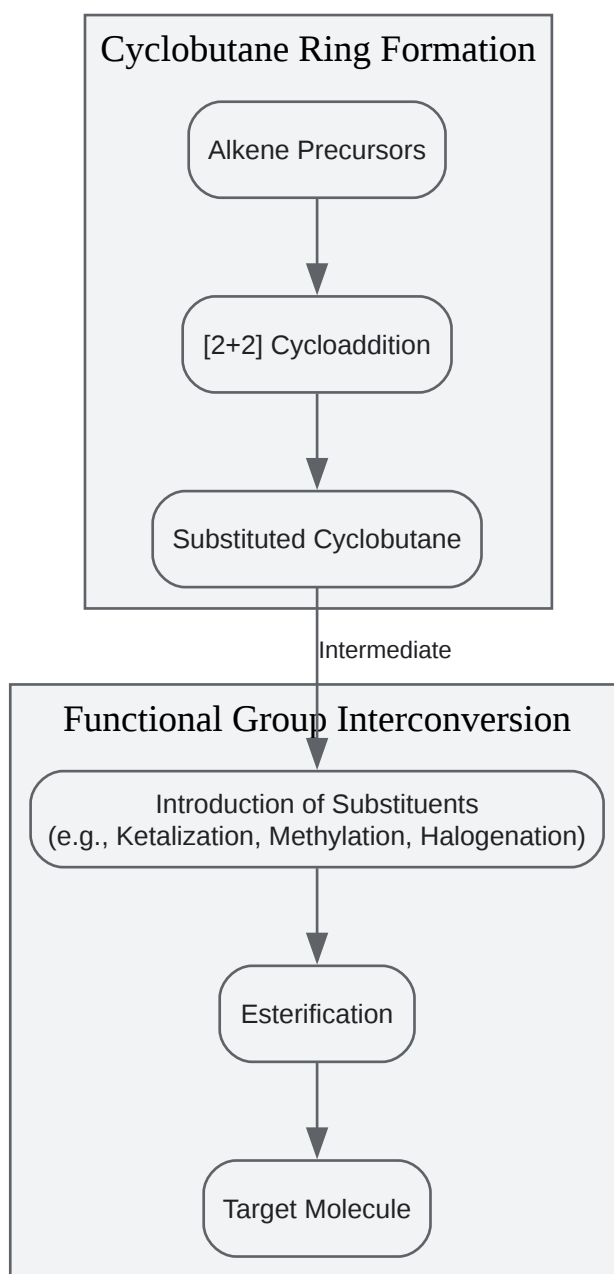 Cyclobutane Ring Formation
Alkene Precursors
[2+2] Cycloaddition
Substituted Cyclobutane
Intermediate
Functional Group Interconversion
Introduction of Substituents
(e.g., Ketalization, Methylation, Halogenation)
Esterification
Target Molecule